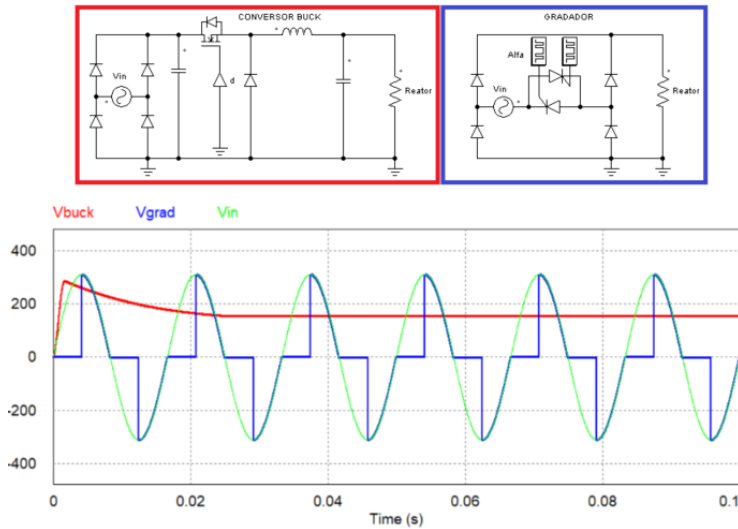 CONVERSOR BUCK
Vin
d
Reator
GRADADOR
Alfa
Vin
Reator
Vbuck Vgrad Vin
400
200
0
-200
-400
0 0.02 0.04 0.06 0.08 0.1
Time (s)